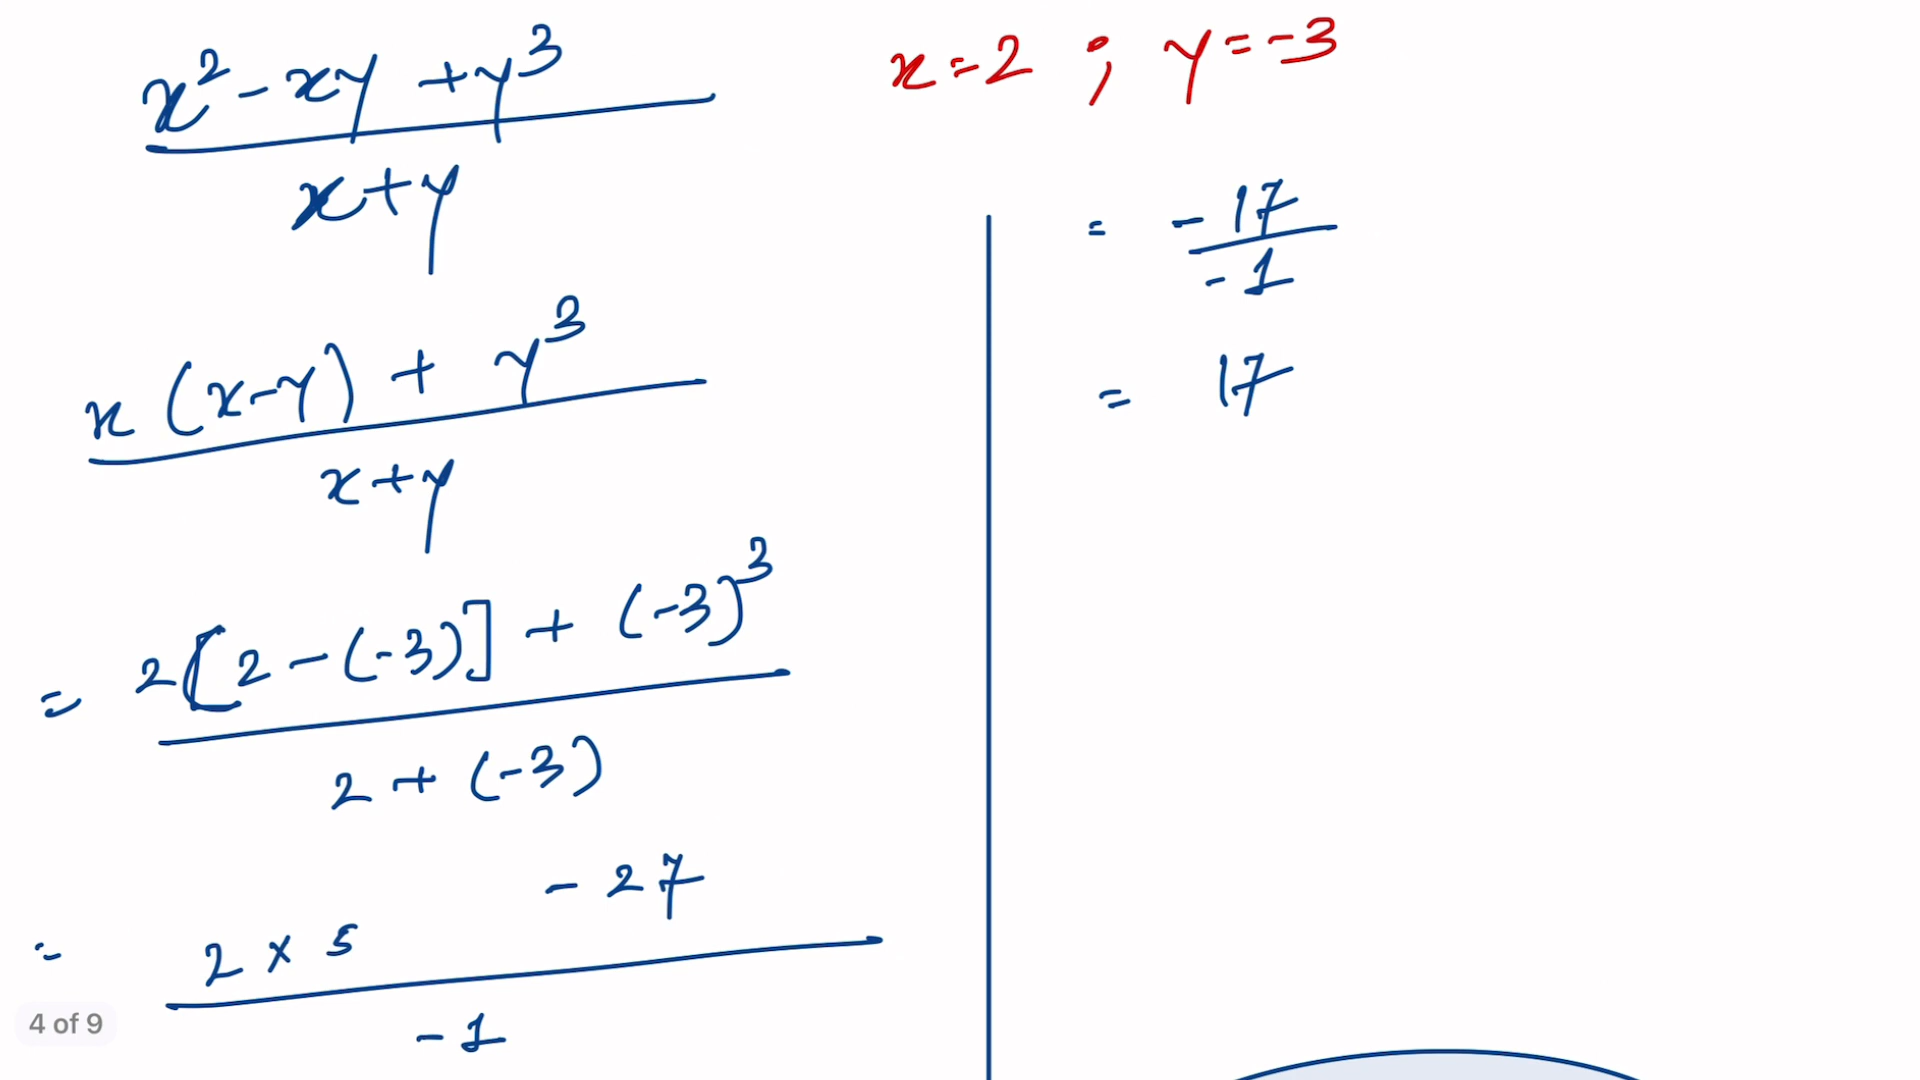 x² - xy + y³
x + y
x (x - y) + y³
x + y
= 2[2 - (-3)] + (-3)³
2 + (-3)
= 2 × 5 - 27
-1
x = 2 ; y = -3
= -17
-1
= 17
4 of 9